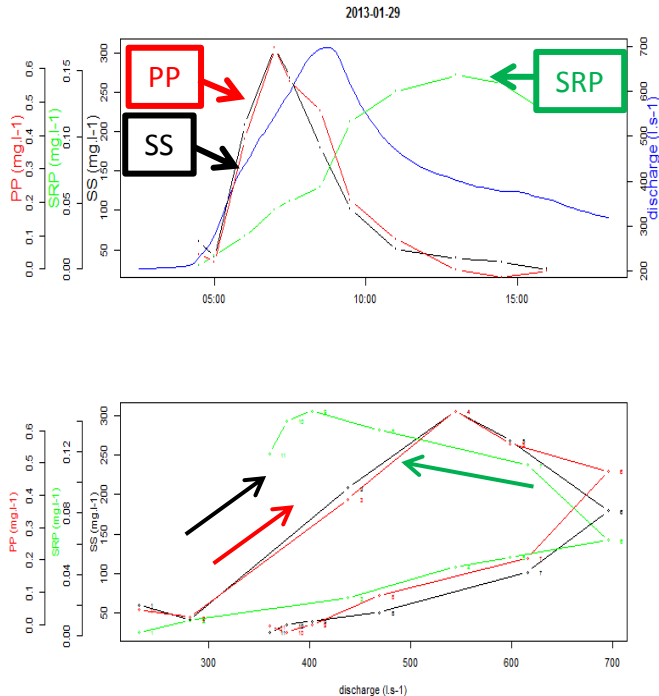 2013-01-29
PP
SS
SRP
PP (mg.l-1)
0.0 0.1 0.2 0.3 0.4 0.5 0.6
SRP (mg.l-1)
0.00 0.05 0.10 0.15
SS (mg.l-1)
50 100 150 200 250 300
discharge (l.s-1)
200 300 400 500 600 700
05:00 10:00 15:00
PP (mg.l-1)
0.0 0.1 0.2 0.3 0.4 0.5 0.6
SRP (mg.l-1)
0.00 0.04 0.08 0.12
SS (mg.l-1)
50 100 150 200 250 300
300 400 500 600 700
discharge (l.s-1)